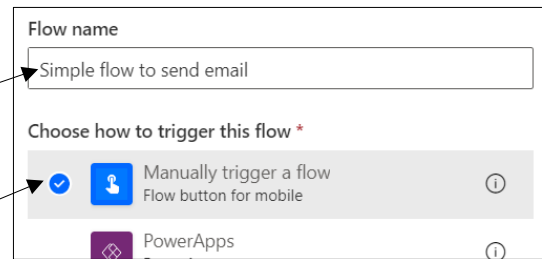 Flow name
Simple flow to send email
Choose how to trigger this flow *
Manually trigger a flow
Flow button for mobile
PowerApps